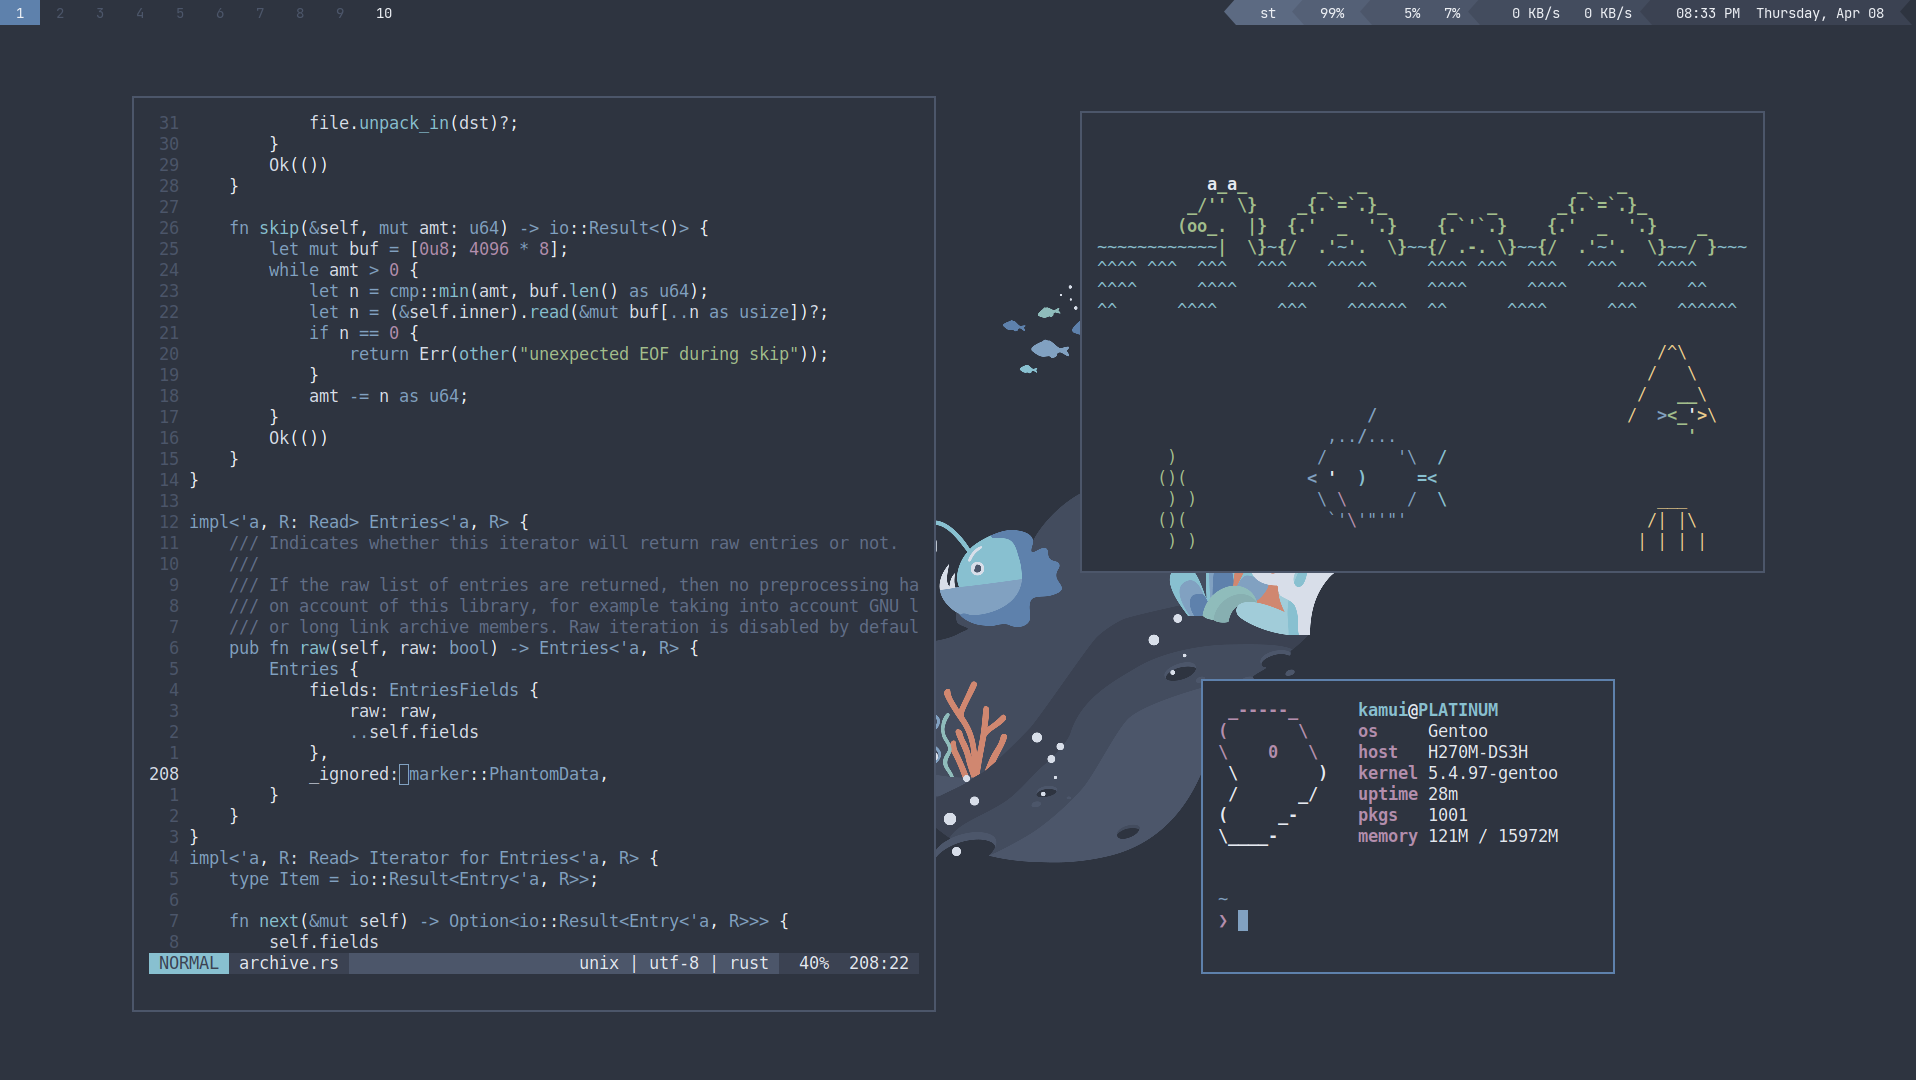 1 2 3 4 5 6 7 8 9 10
st 99% 5% 7% 0 KB/s 0 KB/s 08:33 PM Thursday, Apr 08
31             file.unpack_in(dst)?;
30         }
29         Ok(())
28     }
27
26     fn skip(&self, mut amt: u64) -> io::Result<()> {
25         let mut buf = [0u8; 4096 * 8];
24         while amt > 0 {
23             let n = cmp::min(amt, buf.len() as u64);
22             let n = (&self.inner).read(&mut buf[..n as usize])?;
21             if n == 0 {
20                 return Err(other("unexpected EOF during skip"));
19             }
18             amt -= n as u64;
17         }
16         Ok(())
15     }
14 }
13
12 impl<'a, R: Read> Entries<'a, R> {
11     /// Indicates whether this iterator will return raw entries or not.
10     ///
9     /// If the raw list of entries are returned, then no preprocessing ha
8     /// on account of this library, for example taking into account GNU l
7     /// or long link archive members. Raw iteration is disabled by defaul
6     pub fn raw(self, raw: bool) -> Entries<'a, R> {
5         Entries {
4             fields: EntriesFields {
3                 raw: raw,
2                 ..self.fields
1             },
208             _ignored: marker::PhantomData,
1         }
2     }
3 }
4 impl<'a, R: Read> Iterator for Entries<'a, R> {
5     type Item = io::Result<Entry<'a, R>>;
6
7     fn next(&mut self) -> Option<io::Result<Entry<'a, R>>> {
8         self.fields
NORMAL archive.rs unix | utf-8 | rust 40% 208:22
kamui@PLATINUM
os Gentoo
host H270M-DS3H
kernel 5.4.97-gentoo
uptime 28m
pkgs 1001
memory 121M / 15972M
~
❯